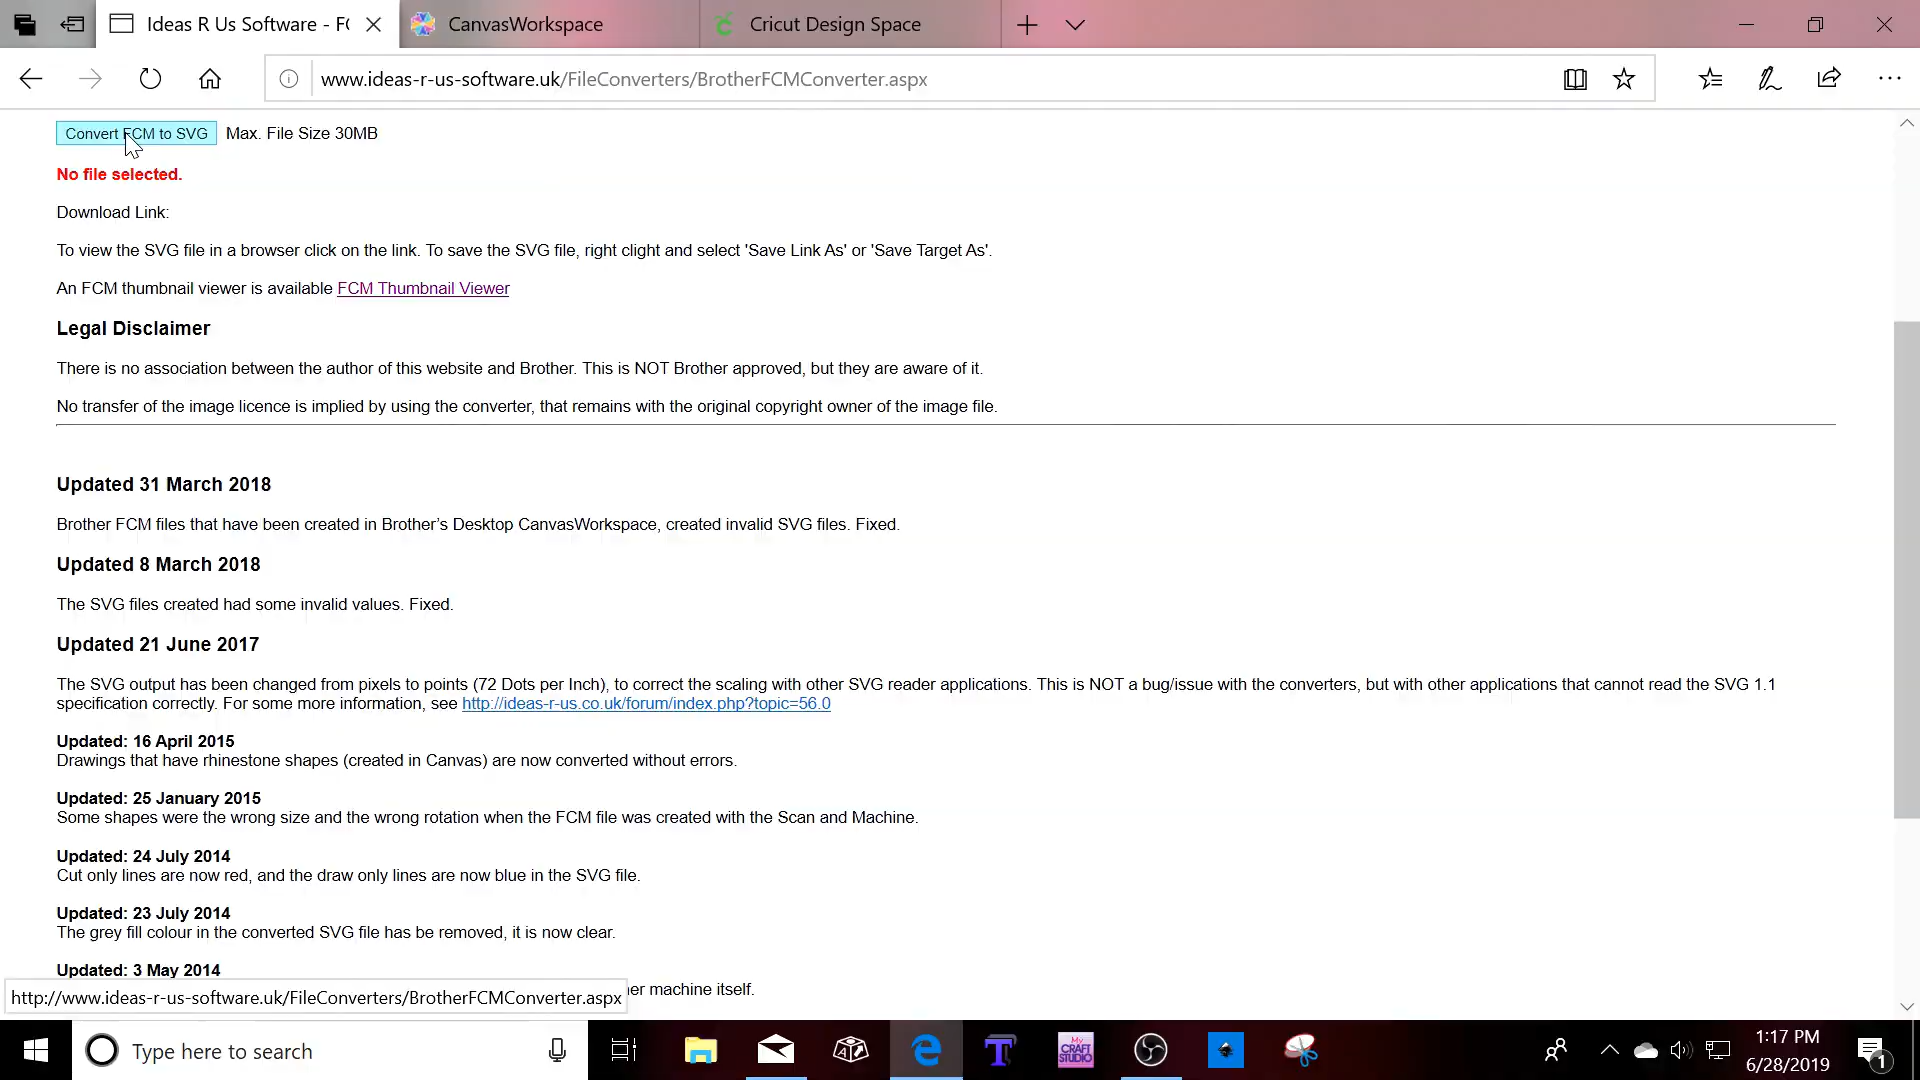 Ideas R Us Software - FC
CanvasWorkspace
Cricut Design Space
www.ideas-r-us-software.uk/FileConverters/BrotherFCMConverter.aspx
Convert FCM to SVG Max. File Size 30MB
No file selected.
Download Link:
To view the SVG file in a browser click on the link. To save the SVG file, right clight and select 'Save Link As' or 'Save Target As'.
An FCM thumbnail viewer is available FCM Thumbnail Viewer
Legal Disclaimer
There is no association between the author of this website and Brother. This is NOT Brother approved, but they are aware of it.
No transfer of the image licence is implied by using the converter, that remains with the original copyright owner of the image file.
Updated 31 March 2018
Brother FCM files that have been created in Brother’s Desktop CanvasWorkspace, created invalid SVG files. Fixed.
Updated 8 March 2018
The SVG files created had some invalid values. Fixed.
Updated 21 June 2017
The SVG output has been changed from pixels to points (72 Dots per Inch), to correct the scaling with other SVG reader applications. This is NOT a bug/issue with the converters, but with other applications that cannot read the SVG 1.1
specification correctly. For some more information, see http://ideas-r-us.co.uk/forum/index.php?topic=56.0
Updated: 16 April 2015
Drawings that have rhinestone shapes (created in Canvas) are now converted without errors.
Updated: 25 January 2015
Some shapes were the wrong size and the wrong rotation when the FCM file was created with the Scan and Machine.
Updated: 24 July 2014
Cut only lines are now red, and the draw only lines are now blue in the SVG file.
Updated: 23 July 2014
The grey fill colour in the converted SVG file has be removed, it is now clear.
Updated: 3 May 2014
http://www.ideas-r-us-software.uk/FileConverters/BrotherFCMConverter.aspx
er machine itself.
Type here to search
MY
CRAFT
STUDIO
1:17 PM
6/28/2019
1